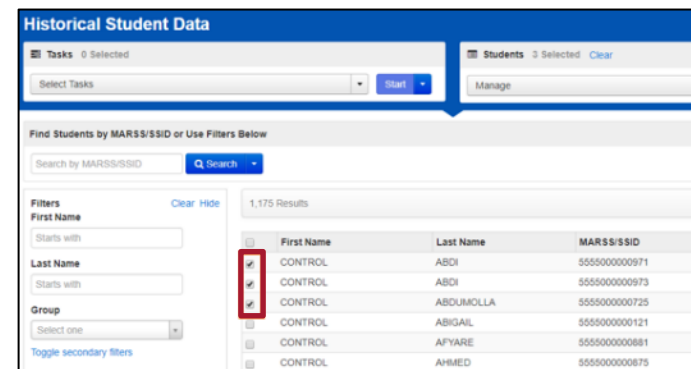 Historical Student Data
Tasks 0 Selected
Students 3 Selected Clear
Select Tasks
Start
Manage
Find Students by MARSS/SSID or Use Filters Below
Search by MARSS/SSID
Search
Filters Clear Hide
1,175 Results
First Name
Starts with
Last Name
Starts with
Group
Select one
Toggle secondary filters
First Name Last Name MARSS/SSID
CONTROL ABDI 5555000000971
CONTROL ABDI 5555000000973
CONTROL ABDUMOLLA 5555000000725
CONTROL ABIGAIL 5555000000121
CONTROL AFYARE 5555000000881
CONTROL AHMED 5555000000875